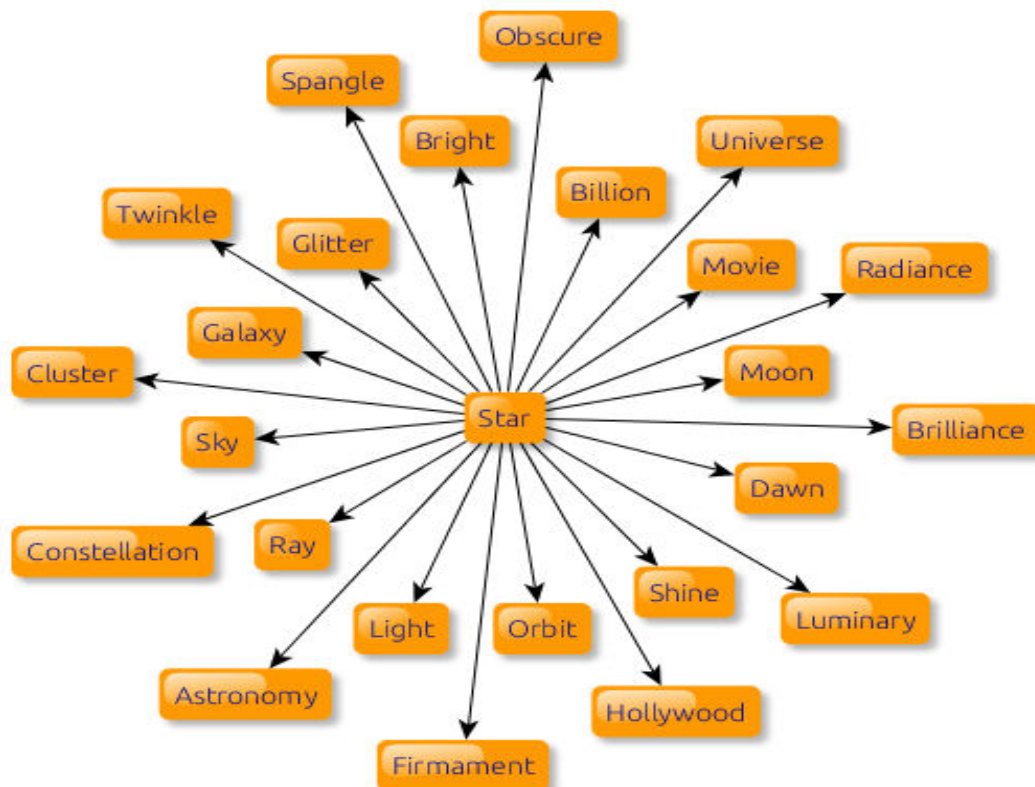 Obscure
Spangle
Bright
Universe
Billion
Twinkle
Glitter
Movie
Radiance
Galaxy
Cluster
Moon
Star
Sky
Brilliance
Dawn
Constellation
Ray
Shine
Light
Orbit
Luminary
Astronomy
Hollywood
Firmament